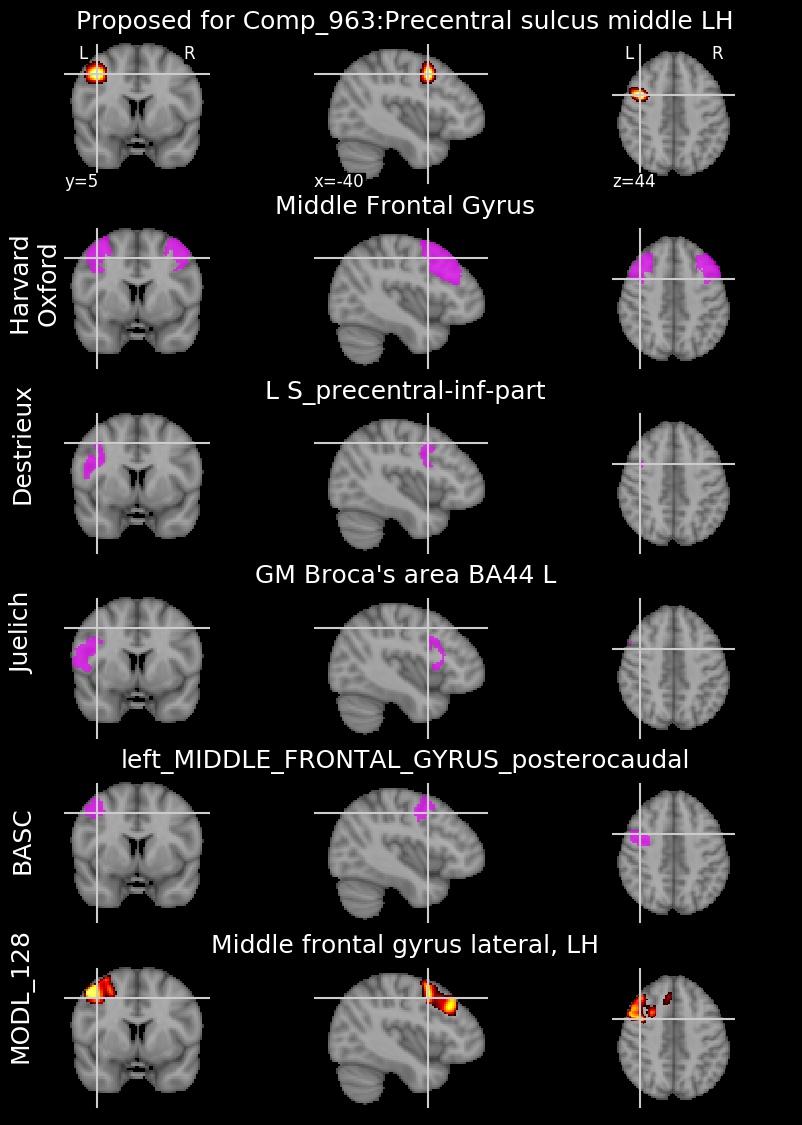 Proposed for Comp_963:Precentral sulcus middle LH
L R
L R
y=5
x=-40
z=44
Middle Frontal Gyrus
Harvard
Oxford
L S_precentral-inf-part
Destrieux
GM Broca's area BA44 L
Juelich
left_MIDDLE_FRONTAL_GYRUS_posterocaudal
BASC
Middle frontal gyrus lateral, LH
MODL_128